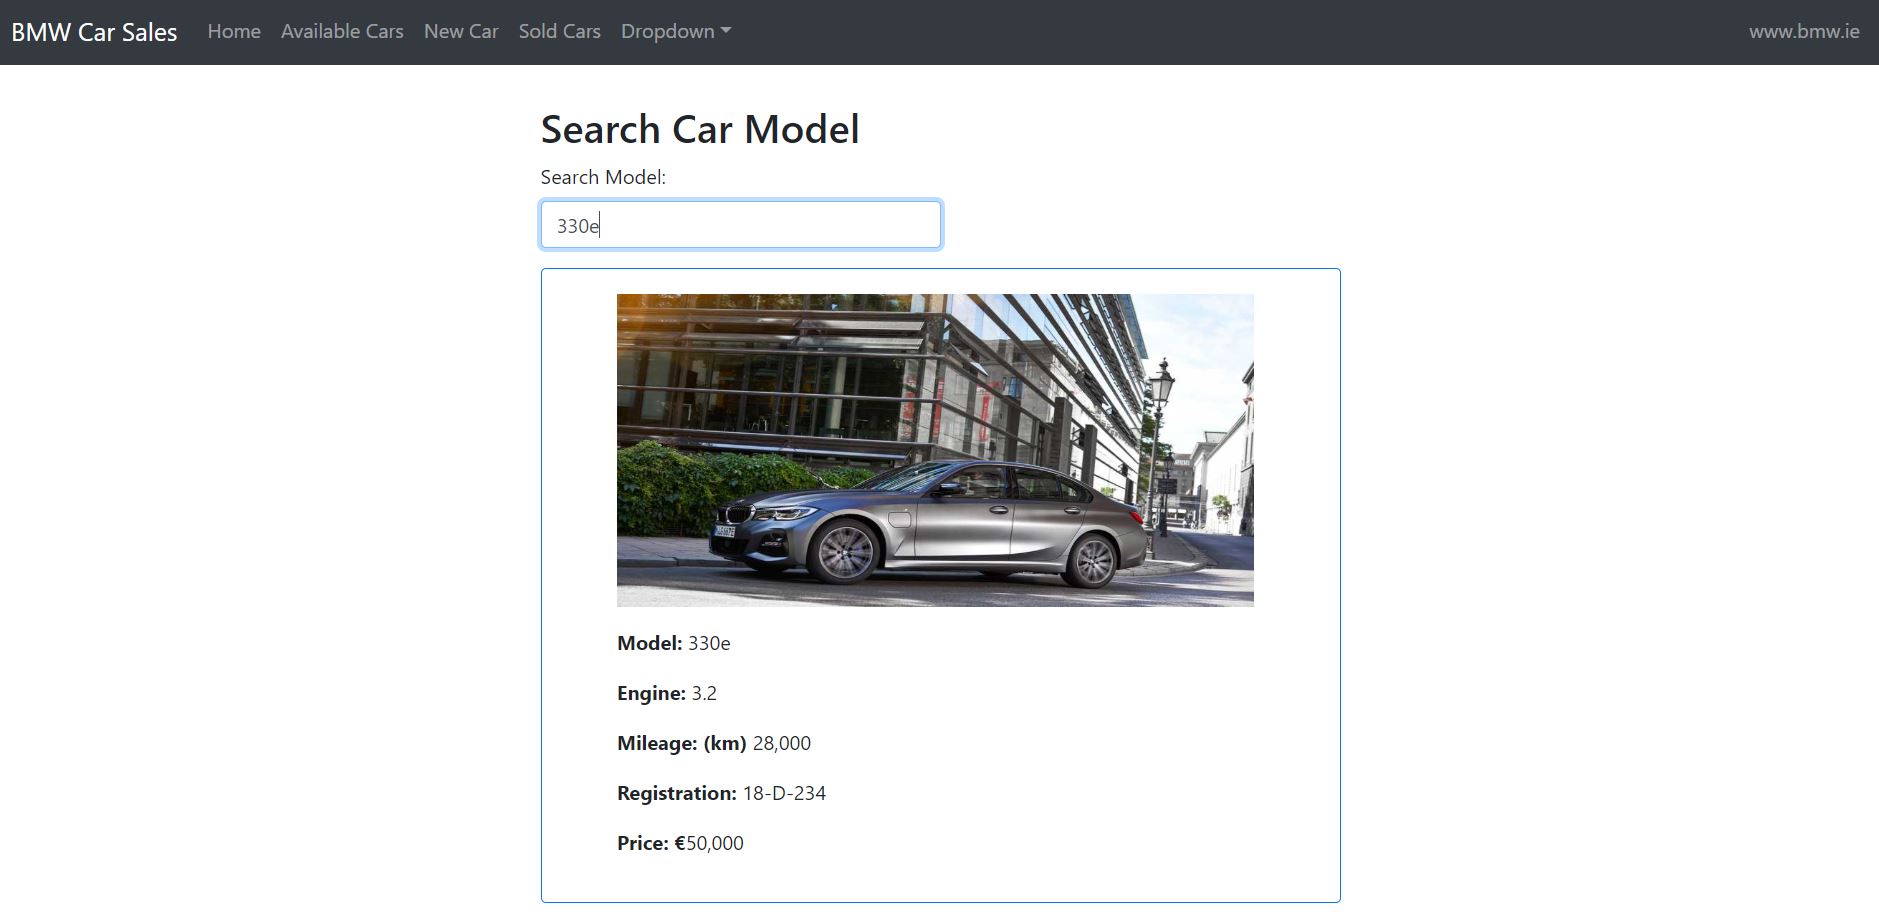 BMW Car Sales Home Available Cars New Car Sold Cars Dropdown www.bmw.ie
Search Car Model
Search Model:
330e
Model: 330e
Engine: 3.2
Mileage: (km) 28,000
Registration: 18-D-234
Price: €50,000